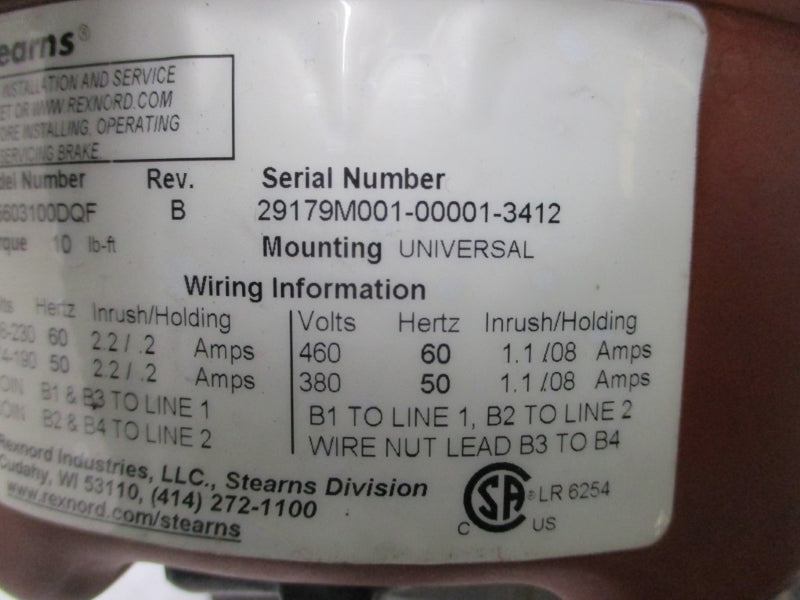 earns®
INSTALLATION AND SERVICE
ET OR WWW.REXNORD.COM
ORE INSTALLING, OPERATING
SERVICING BRAKE.
del Number Rev. Serial Number
6603100DQF B 29179M001-00001-3412
rque 10 lb-ft Mounting UNIVERSAL
Wiring Information
lts Hertz Inrush/Holding
8-230 60 2.2 / .2 Amps
4-190 50 2.2 / .2 Amps
OIN B1 & B3 TO LINE 1
OIN B2 & B4 TO LINE 2
Volts Hertz Inrush/Holding
460 60 1.1 /08 Amps
380 50 1.1 /08 Amps
B1 TO LINE 1, B2 TO LINE 2
WIRE NUT LEAD B3 TO B4
Rexnord Industries, LLC., Stearns Division
Cudahy, WI 53110, (414) 272-1100
www.rexnord.com/stearns
C SA® US LR 6254